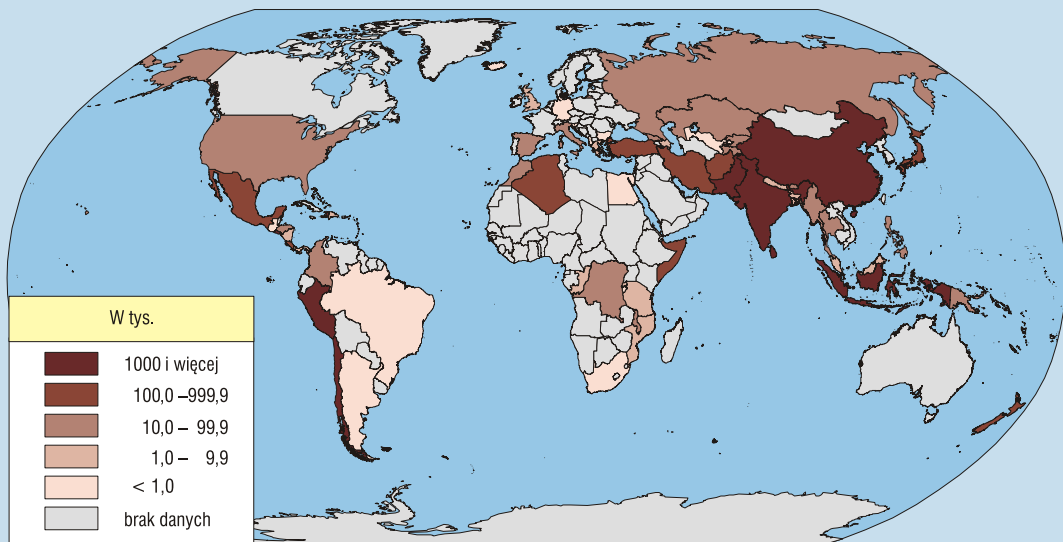 W tys.
1000 i więcej
100,0 –999,9
10,0 – 99,9
1,0 – 9,9
< 1,0
brak danych